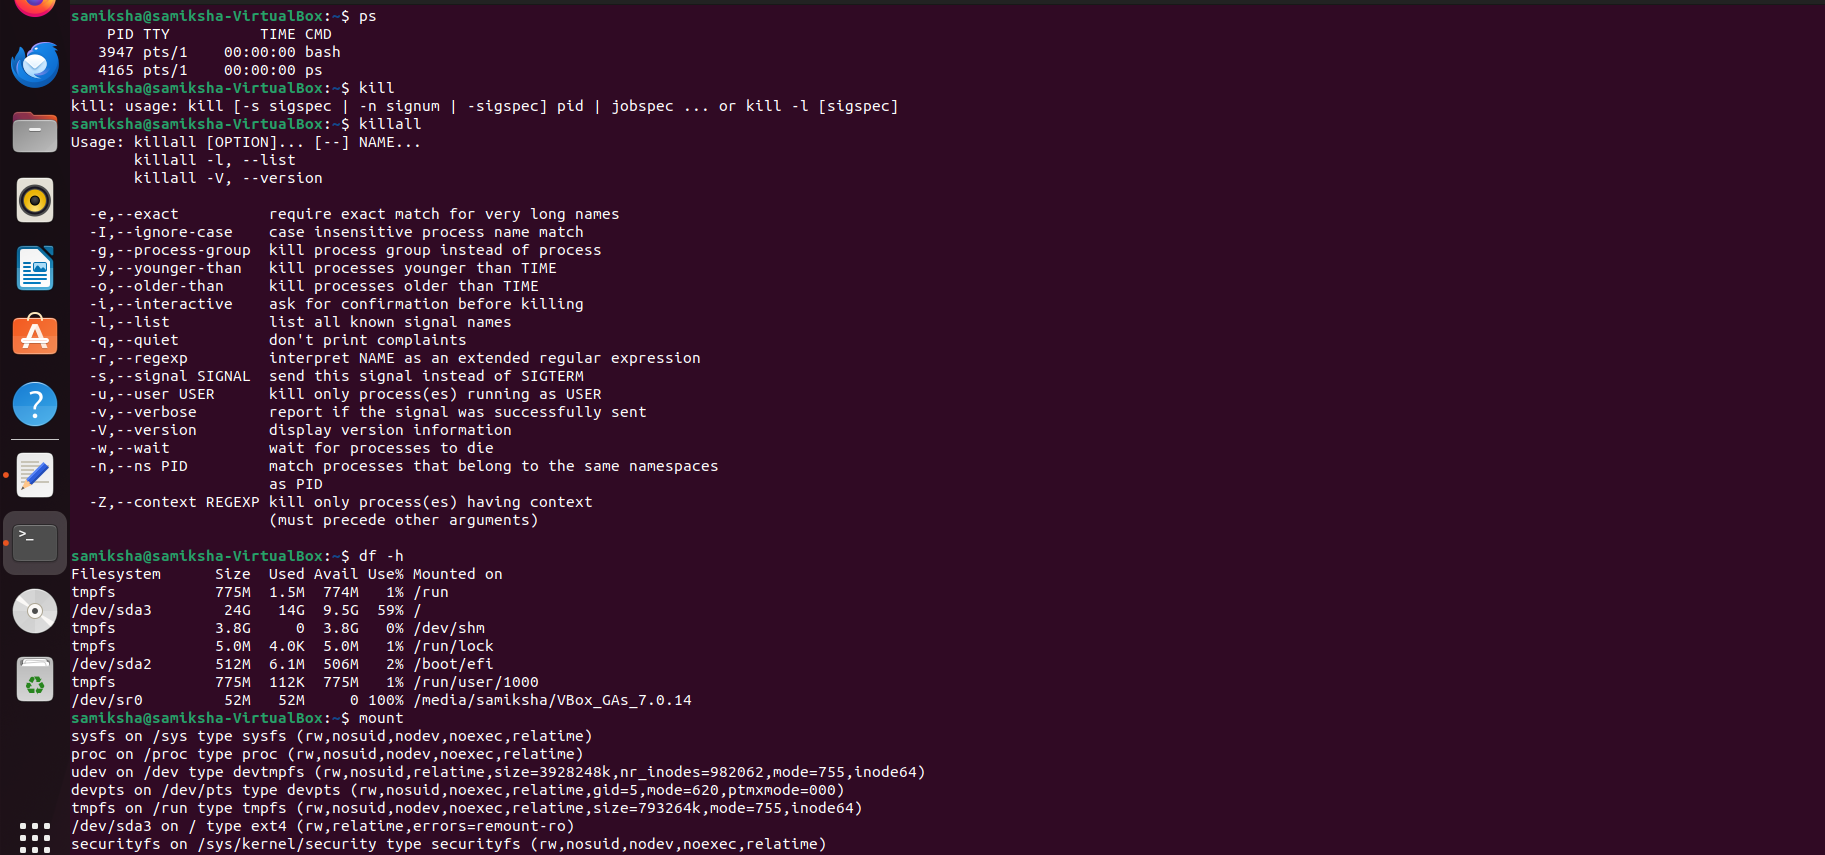 samiksha@samiksha-VirtualBox:~$ ps
    PID TTY          TIME CMD
   3947 pts/1    00:00:00 bash
   4165 pts/1    00:00:00 ps
samiksha@samiksha-VirtualBox:~$ kill
kill: usage: kill [-s sigspec | -n signum | -sigspec] pid | jobspec ... or kill -l [sigspec]
samiksha@samiksha-VirtualBox:~$ killall
Usage: killall [OPTION]... [--] NAME...
       killall -l, --list
       killall -V, --version

  -e,--exact          require exact match for very long names
  -I,--ignore-case    case insensitive process name match
  -g,--process-group  kill process group instead of process
  -y,--younger-than   kill processes younger than TIME
  -o,--older-than     kill processes older than TIME
  -i,--interactive    ask for confirmation before killing
  -l,--list           list all known signal names
  -q,--quiet          don't print complaints
  -r,--regexp         interpret NAME as an extended regular expression
  -s,--signal SIGNAL  send this signal instead of SIGTERM
  -u,--user USER      kill only process(es) running as USER
  -v,--verbose        report if the signal was successfully sent
  -V,--version        display version information
  -w,--wait           wait for processes to die
  -n,--ns PID         match processes that belong to the same namespaces
                      as PID
  -Z,--context REGEXP kill only process(es) having context
                      (must precede other arguments)

samiksha@samiksha-VirtualBox:~$ df -h
Filesystem      Size  Used Avail Use% Mounted on
tmpfs           775M  1.5M  774M   1% /run
/dev/sda3        24G   14G  9.5G  59% /
tmpfs           3.8G     0  3.8G   0% /dev/shm
tmpfs           5.0M  4.0K  5.0M   1% /run/lock
/dev/sda2       512M  6.1M  506M   2% /boot/efi
tmpfs           775M  112K  775M   1% /run/user/1000
/dev/sr0         52M   52M     0 100% /media/samiksha/VBox_GAs_7.0.14
samiksha@samiksha-VirtualBox:~$ mount
sysfs on /sys type sysfs (rw,nosuid,nodev,noexec,relatime)
proc on /proc type proc (rw,nosuid,nodev,noexec,relatime)
udev on /dev type devtmpfs (rw,nosuid,relatime,size=3928248k,nr_inodes=982062,mode=755,inode64)
devpts on /dev/pts type devpts (rw,nosuid,noexec,relatime,gid=5,mode=620,ptmxmode=000)
tmpfs on /run type tmpfs (rw,nosuid,nodev,noexec,relatime,size=793264k,mode=755,inode64)
/dev/sda3 on / type ext4 (rw,relatime,errors=remount-ro)
securityfs on /sys/kernel/security type securityfs (rw,nosuid,nodev,noexec,relatime)